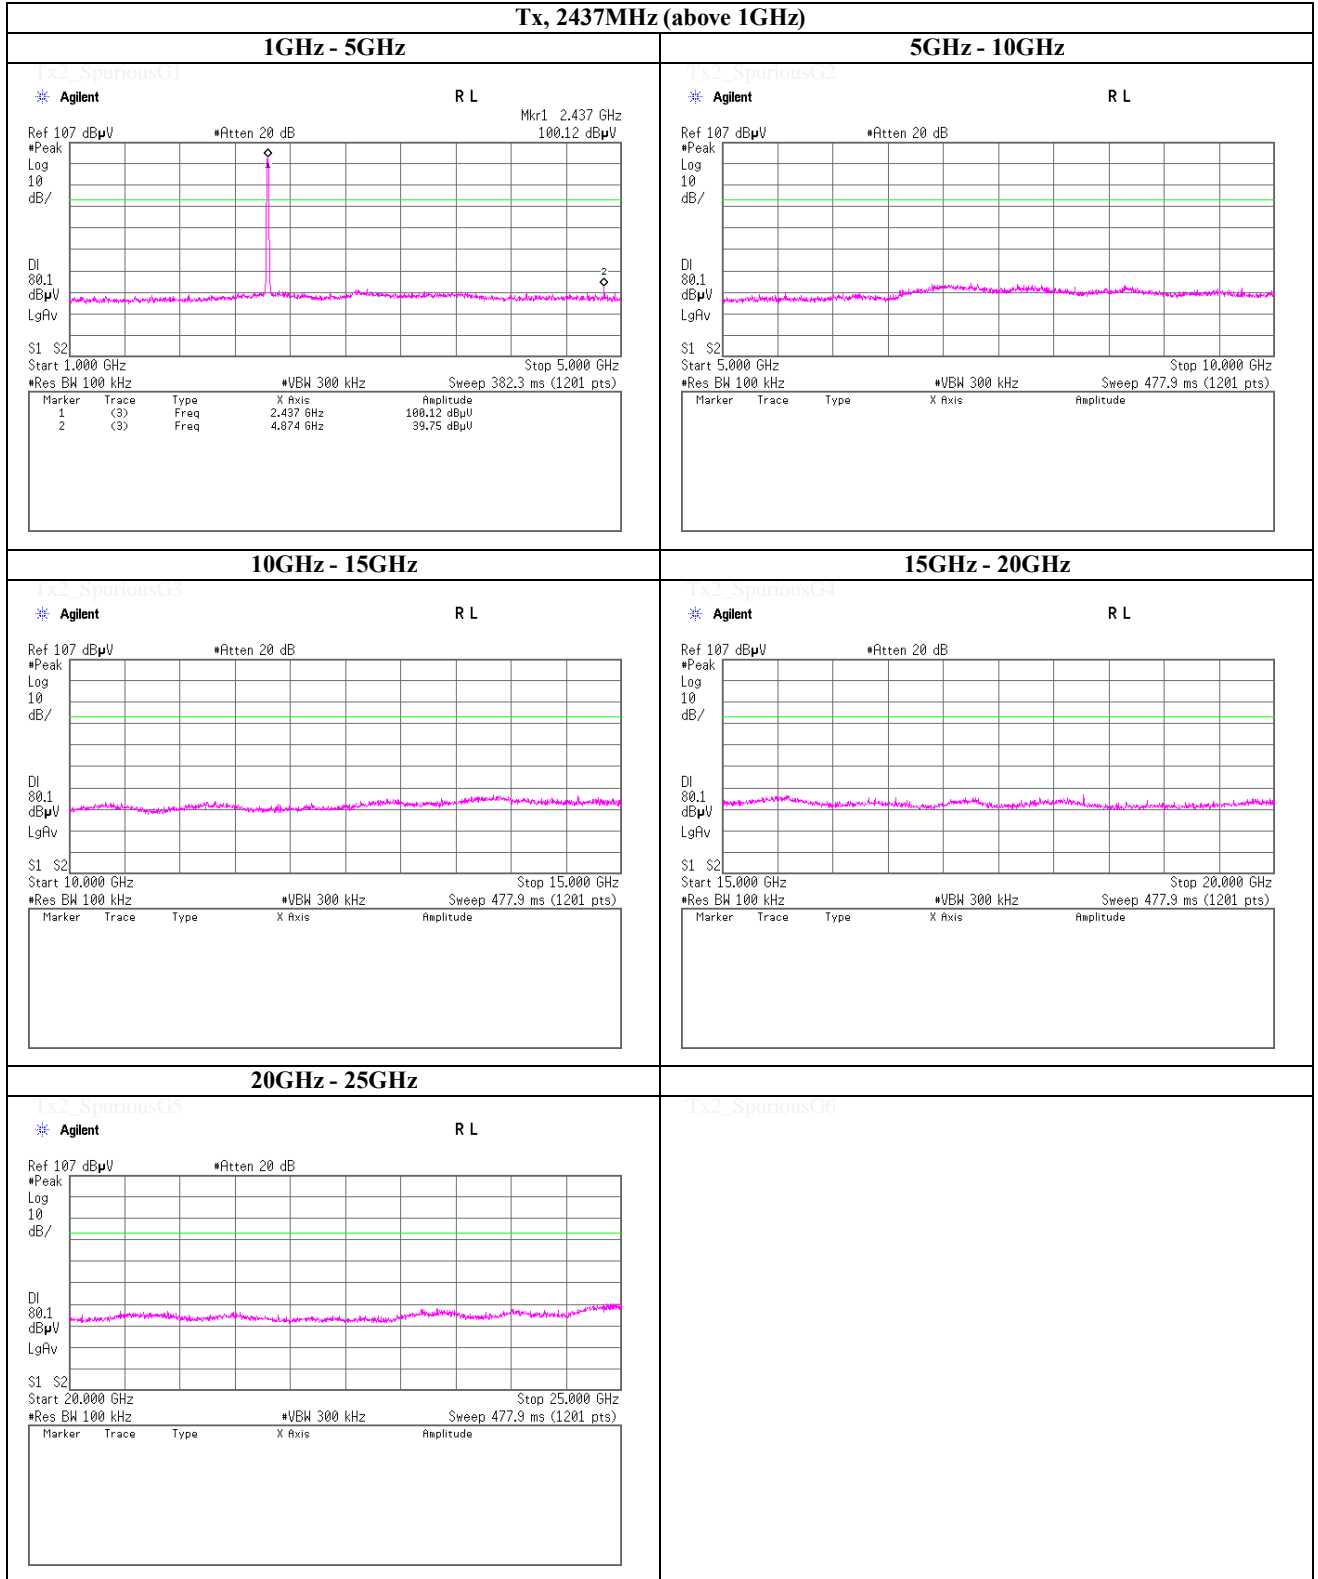 Tx, 2437MHz (above 1GHz)
1GHz - 5GHz
Tx2_SpuriousG1
Agilent R L
Mkr1 2.437 GHz
Ref 107 dBµV #Atten 20 dB 100.12 dBµV
#Peak
Log
10
dB/
DI
80.1
dBµV
LgAv
2
S1 S2
Start 1.000 GHz Stop 5.000 GHz
#Res BW 100 kHz #VBW 300 kHz Sweep 382.3 ms (1201 pts)
Marker Trace Type X Axis Amplitude
1 (3) Freq 2.437 GHz 100.12 dBµV
2 (3) Freq 4.874 GHz 39.75 dBµV
5GHz - 10GHz
Tx2_SpuriousG2
Agilent R L
Ref 107 dBµV #Atten 20 dB
#Peak
Log
10
dB/
DI
80.1
dBµV
LgAv
S1 S2
Start 5.000 GHz Stop 10.000 GHz
#Res BW 100 kHz #VBW 300 kHz Sweep 477.9 ms (1201 pts)
Marker Trace Type X Axis Amplitude
10GHz - 15GHz
Tx2_SpuriousG3
Agilent R L
Ref 107 dBµV #Atten 20 dB
#Peak
Log
10
dB/
DI
80.1
dBµV
LgAv
S1 S2
Start 10.000 GHz Stop 15.000 GHz
#Res BW 100 kHz #VBW 300 kHz Sweep 477.9 ms (1201 pts)
Marker Trace Type X Axis Amplitude
15GHz - 20GHz
Tx2_SpuriousG4
Agilent R L
Ref 107 dBµV #Atten 20 dB
#Peak
Log
10
dB/
DI
80.1
dBµV
LgAv
S1 S2
Start 15.000 GHz Stop 20.000 GHz
#Res BW 100 kHz #VBW 300 kHz Sweep 477.9 ms (1201 pts)
Marker Trace Type X Axis Amplitude
20GHz - 25GHz
Tx2_SpuriousG5
Agilent R L
Ref 107 dBµV #Atten 20 dB
#Peak
Log
10
dB/
DI
80.1
dBµV
LgAv
S1 S2
Start 20.000 GHz Stop 25.000 GHz
#Res BW 100 kHz #VBW 300 kHz Sweep 477.9 ms (1201 pts)
Marker Trace Type X Axis Amplitude
Tx2_SpuriousG6